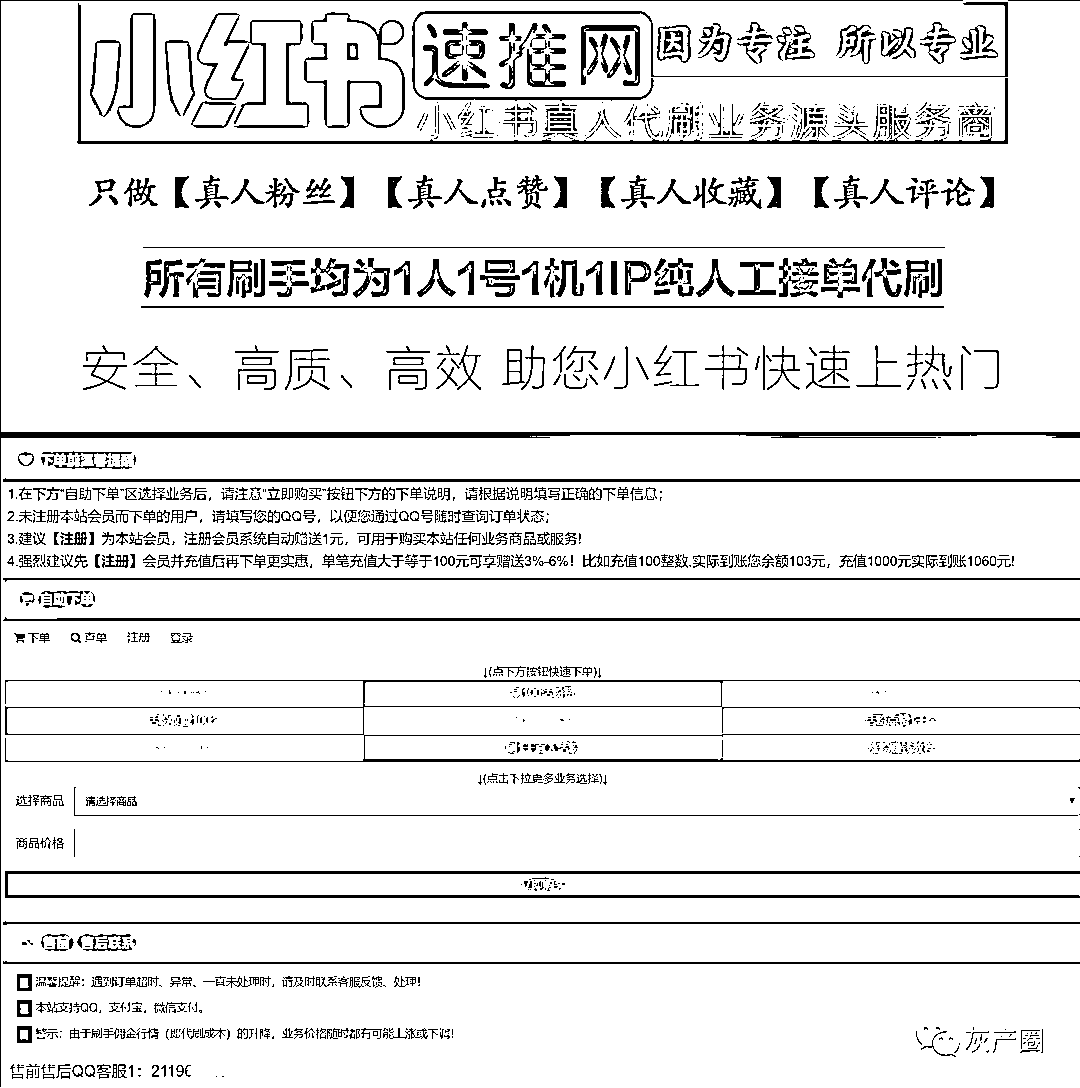 小红书 速推网 因为专注 所以专业
小红书真人代刷业务源头服务商
只做【真人粉丝】【真人点赞】【真人收藏】【真人评论】
所有刷手均为1人1号1机1IP纯人工接单代刷
安全、高质、高效 助您小红书快速上热门
下单前温馨提醒
1.在下方“自助下单”区选择业务后，请注意“立即购买”按钮下方的下单说明，请根据说明填写正确的下单信息；
2.未注册本站会员而下单的用户，请填写您的QQ号，以便您通过QQ号随时查询订单状态；
3.建议【注册】为本站会员，注册会员系统自动赠送1元，可用于购买本站任何业务商品或服务！
4.强烈建议先【注册】会员并充值后再下单更实惠，单笔充值大于等于100元可享赠送3%-6%！比如充值100整数.实际到账您余额103元，充值1000元实际到账1060元！
自助下单
下单 查单 注册 登录
↓(点下方按钮快速下单)↓
↓(点击下拉更多业务选择)↓
选择商品 请选择商品
商品价格
售前 售后联系
温馨提醒：遇到订单超时、异常、一直未处理时，请及时联系客服反馈、处理！
本站支持QQ，支付宝，微信支付。
警示：由于刷手佣金行情（即代刷成本）的升降，业务价格随时都有可能上涨或下调！
灰产圈
售前售后QQ客服1：2119